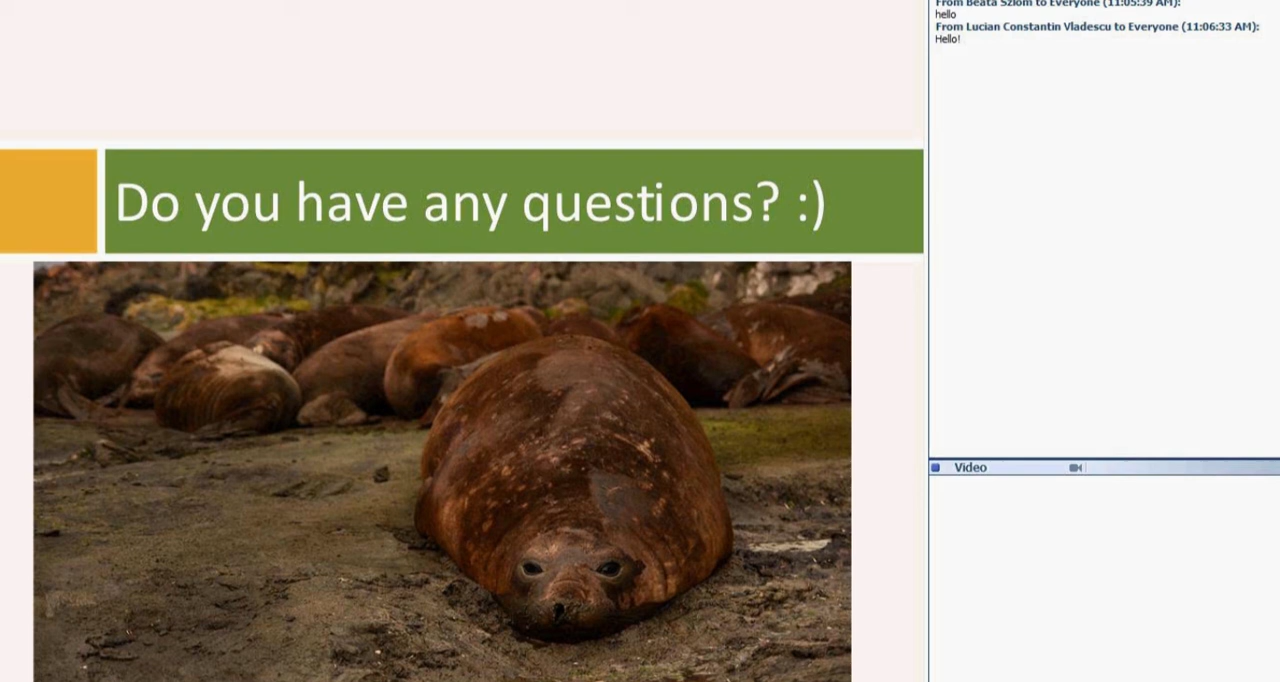 From Beata Szlom to Everyone (11:05:39 AM):
hello
From Lucian Constantin Vladescu to Everyone (11:06:33 AM):
Hello!
Do you have any questions? :)
Video